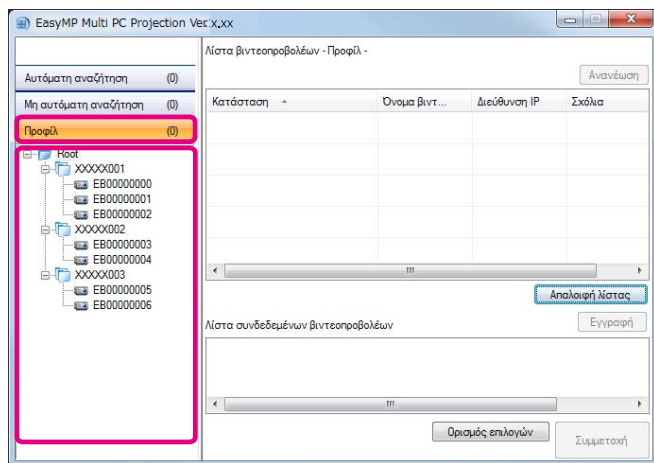 EasyMP Multi PC Projection Ver.x.xx
Λίστα βιντεοπροβολέων - Προφίλ -
Αυτόματη αναζήτηση (0)
Ανανέωση
Μη αυτόματη αναζήτηση (0)
Κατάσταση Όνομα βιντ... Διεύθυνση IP Σχόλια
Προφίλ (0)
Root
XXXXX001
EB00000000
EB00000001
EB00000002
XXXXX002
EB00000003
EB00000004
XXXXX003
EB00000005
EB00000006
Απαλοιφή λίστας
Λίστα συνδεδεμένων βιντεοπροβολέων
Εγγραφή
Ορισμός επιλογών
Συμμετοχή